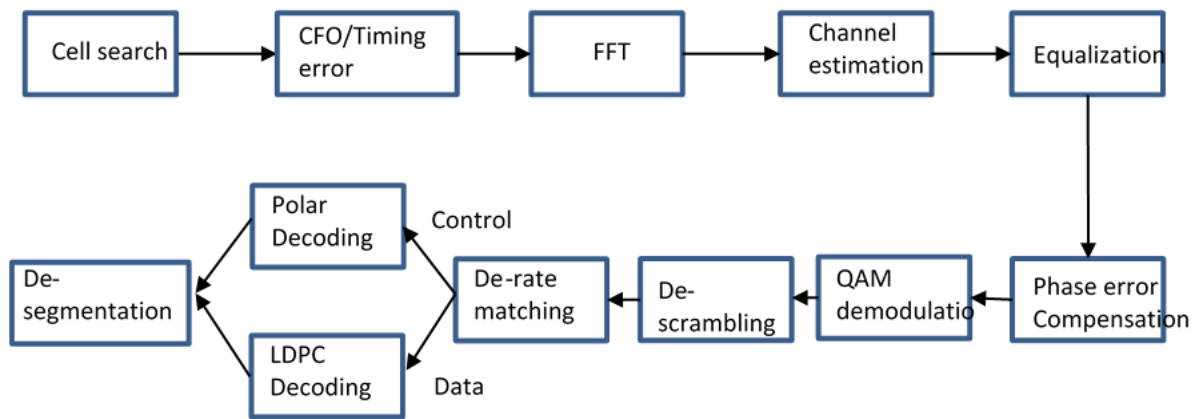 Cell search
CFO/Timing
error
FFT
Channel
estimation
Equalization
Phase error
Compensation
QAM
demodulatio
De-
scrambling
De-rate
matching
Control
Polar
Decoding
Data
LDPC
Decoding
De-
segmentation